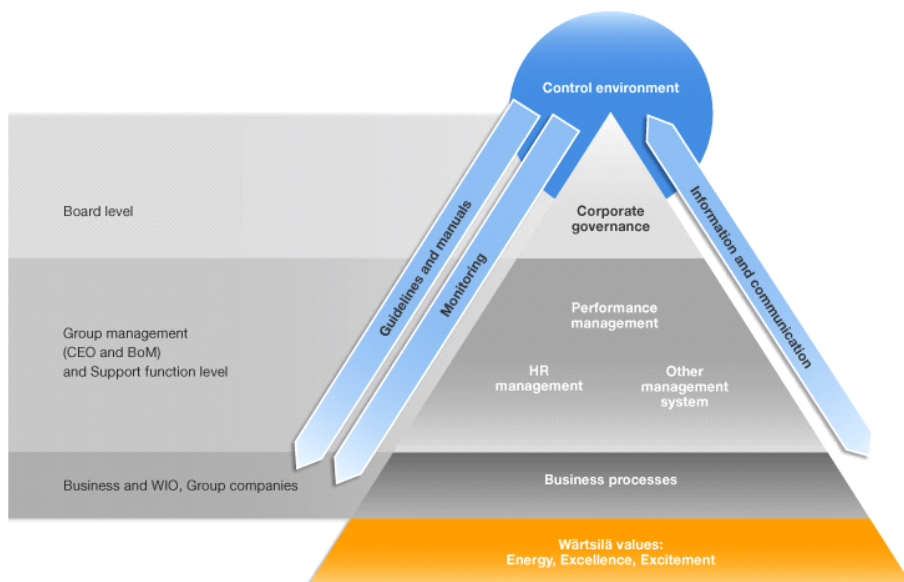 Control environment
Board level
Corporate
governance
Guidelines and manuals
Monitoring
Information and communication
Group management
(CEO and BoM)
and Support function level
Performance
management
HR
management
Other
management
system
Business and WIO, Group companies
Business processes
Wärtsilä values:
Energy, Excellence, Excitement